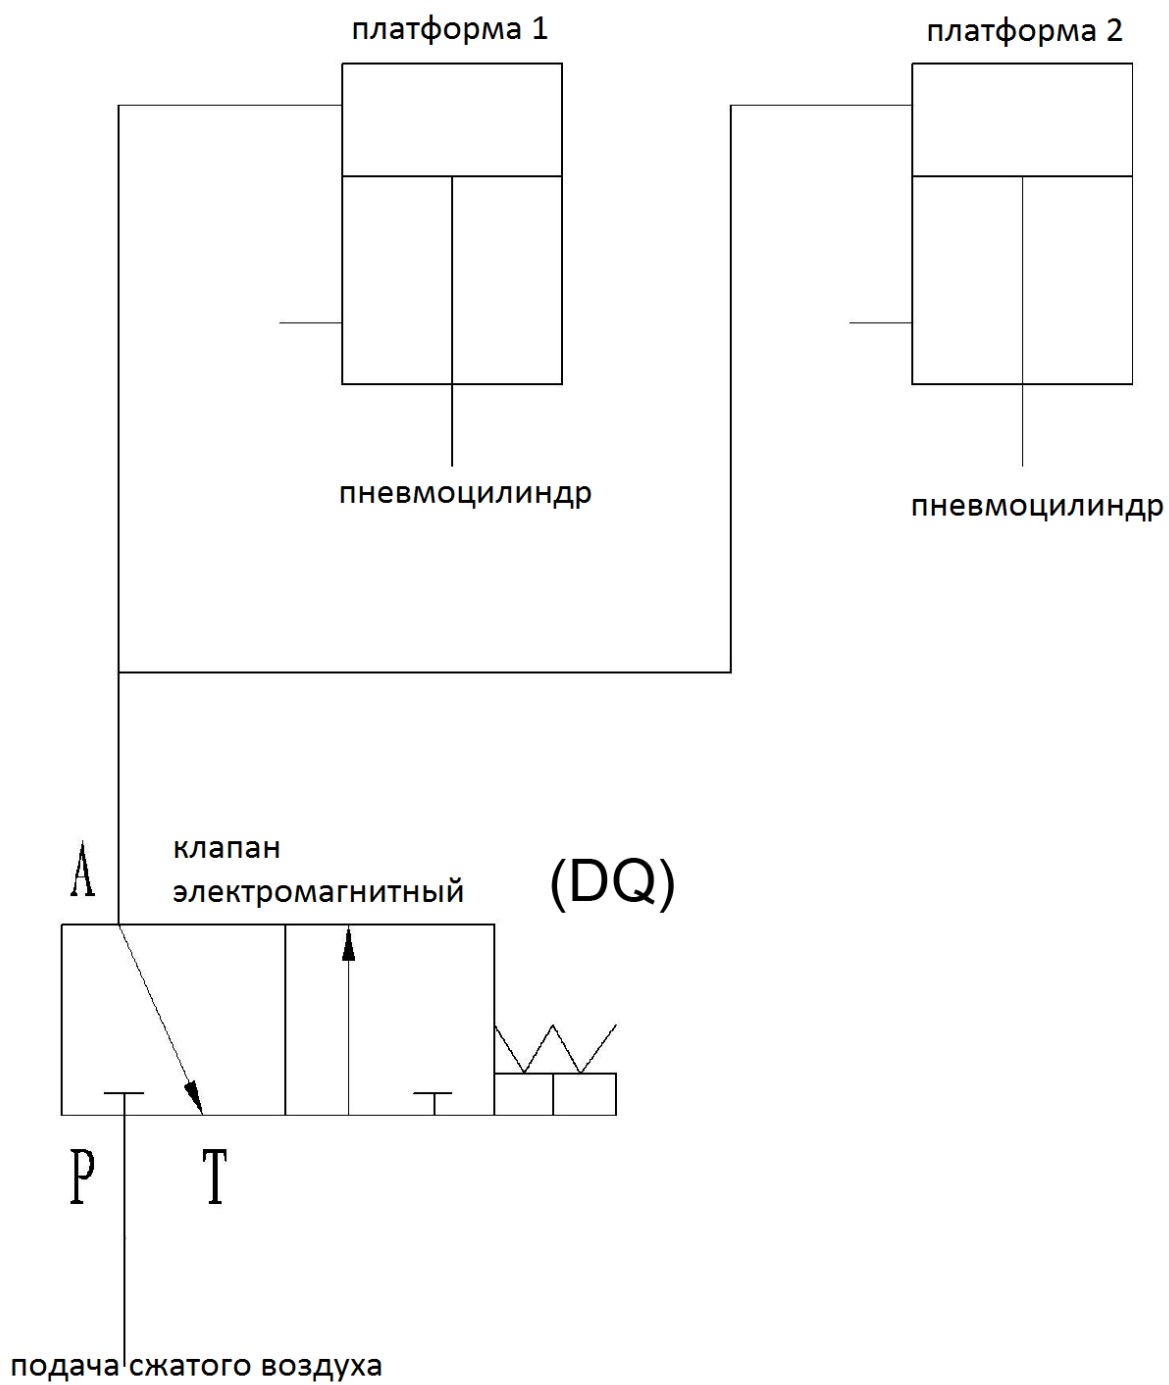 платформа 1
платформа 2
пневмоцилиндр
пневмоцилиндр
A
клапан
электромагнитный
(DQ)
P
T
подача сжатого воздуха